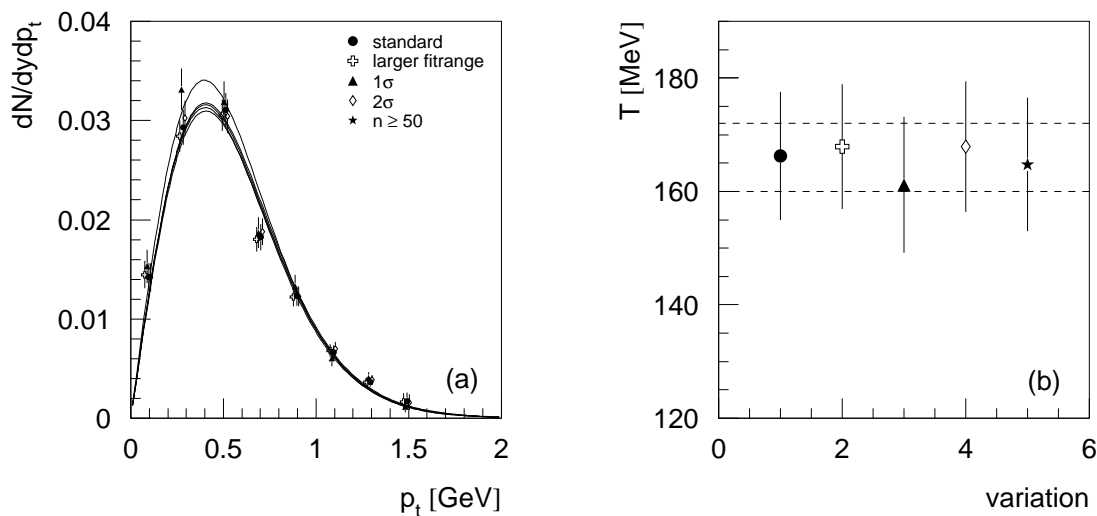 dN/dydp_t
0.04
0.03
0.02
0.01
0
standard
larger fitrange
1σ
2σ
n ≥ 50
(a)
0 0.5 1 1.5 2
p_t [GeV]
T [MeV]
180
160
140
120
(b)
0 2 4 6
variation